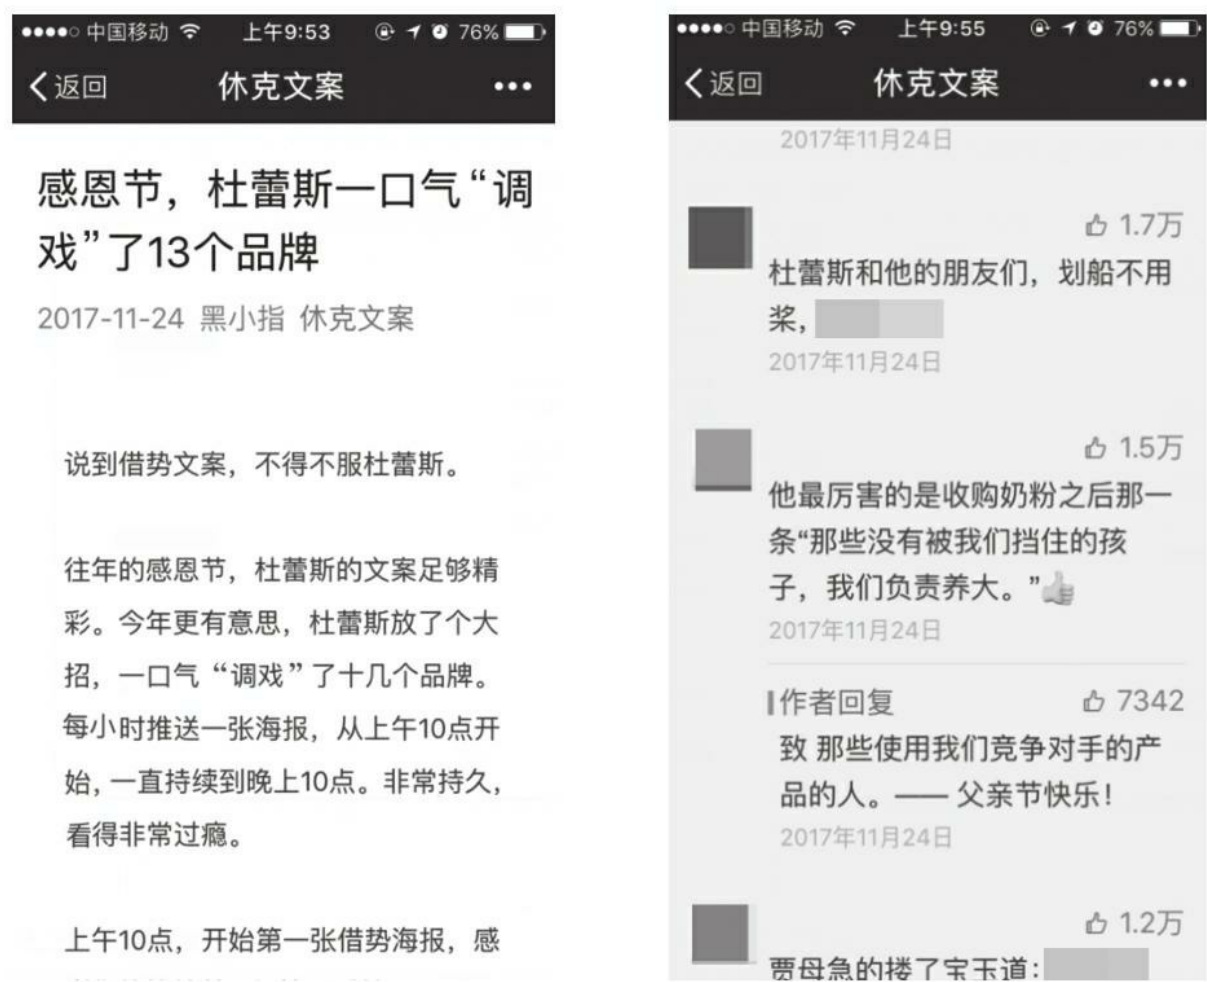 中国移动 上午9:53 76%
返回 休克文案
感恩节，杜蕾斯一口气“调
戏”了13个品牌
2017-11-24 黑小指 休克文案
说到借势文案，不得不服杜蕾斯。
往年的感恩节，杜蕾斯的文案足够精
彩。今年更有意思，杜蕾斯放了个大
招，一口气“调戏”了十几个品牌。
每小时推送一张海报，从上午10点开
始，一直持续到晚上10点。非常持久，
看得非常过瘾。
上午10点，开始第一张借势海报，感
中国移动 上午9:55 76%
返回 休克文案
2017年11月24日
1.7万
杜蕾斯和他的朋友们，划船不用
桨，
2017年11月24日
1.5万
他最厉害的是收购奶粉之后那一
条“那些没有被我们挡住的孩
子，我们负责养大。”
2017年11月24日
作者回复 7342
致 那些使用我们竞争对手的产
品的人。—— 父亲节快乐！
2017年11月24日
1.2万
贾母急的搂了宝玉道：